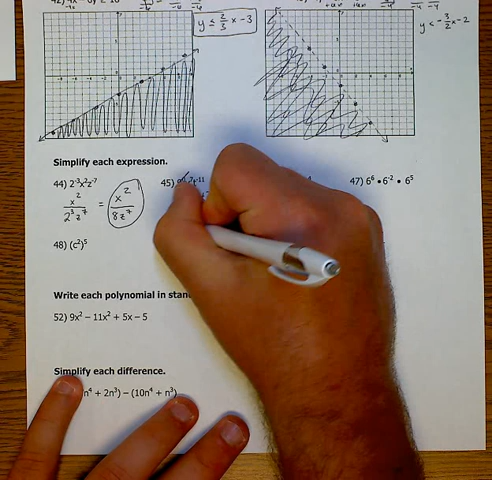 y ≤ 2/3 x - 3
y < -3/2 x - 2
Simplify each expression.
44) 2⁻³x²z⁻⁷
x²/2³z⁷ = x²/8z⁷
45)
47) 6⁶ • 6⁻² • 6⁵
48) (c²)⁵
Write each polynomial in
52) 9x² − 11x² + 5x − 5
Simplify each difference.
n⁴ + 2n³) − (10n⁴ + n³)